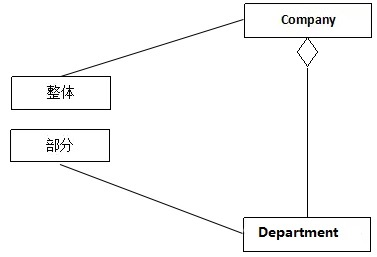 Company
整体
部分
Department